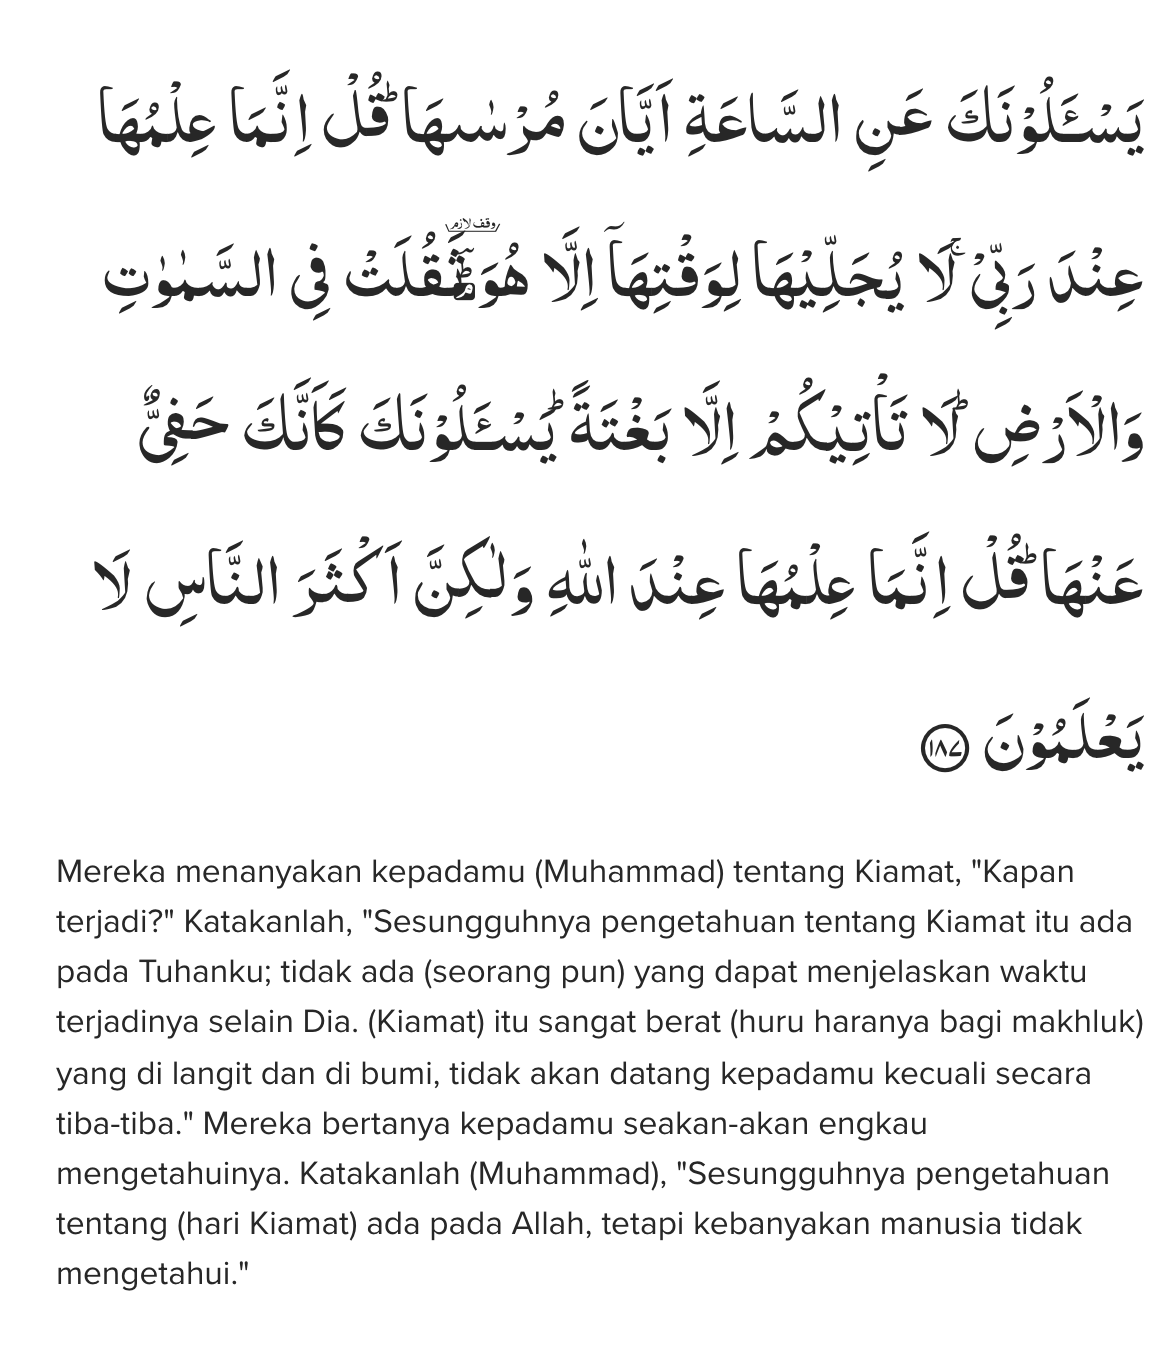 يَسْـَٔلُوْنَكَ عَنِ السَّاعَةِ اَيَّانَ مُرْسٰىهَاۗ قُلْ اِنَّمَا عِلْمُهَا
عِنْدَ رَبِّيْۚ لَا يُجَلِّيْهَا لِوَقْتِهَآ اِلَّا هُوَۘ ثَقُلَتْ فِى السَّمٰوٰتِ
وَالْاَرْضِۗ لَا تَأْتِيْكُمْ اِلَّا بَغْتَةً ۗيَسْـَٔلُوْنَكَ كَاَنَّكَ حَفِيٌّ
عَنْهَاۗ قُلْ اِنَّمَا عِلْمُهَا عِنْدَ اللّٰهِ وَلٰكِنَّ اَكْثَرَ النَّاسِ لَا
يَعْلَمُوْنَ ١٨٧
Mereka menanyakan kepadamu (Muhammad) tentang Kiamat, "Kapan
terjadi?" Katakanlah, "Sesungguhnya pengetahuan tentang Kiamat itu ada
pada Tuhanku; tidak ada (seorang pun) yang dapat menjelaskan waktu
terjadinya selain Dia. (Kiamat) itu sangat berat (huru haranya bagi makhluk)
yang di langit dan di bumi, tidak akan datang kepadamu kecuali secara
tiba-tiba." Mereka bertanya kepadamu seakan-akan engkau
mengetahuinya. Katakanlah (Muhammad), "Sesungguhnya pengetahuan
tentang (hari Kiamat) ada pada Allah, tetapi kebanyakan manusia tidak
mengetahui."